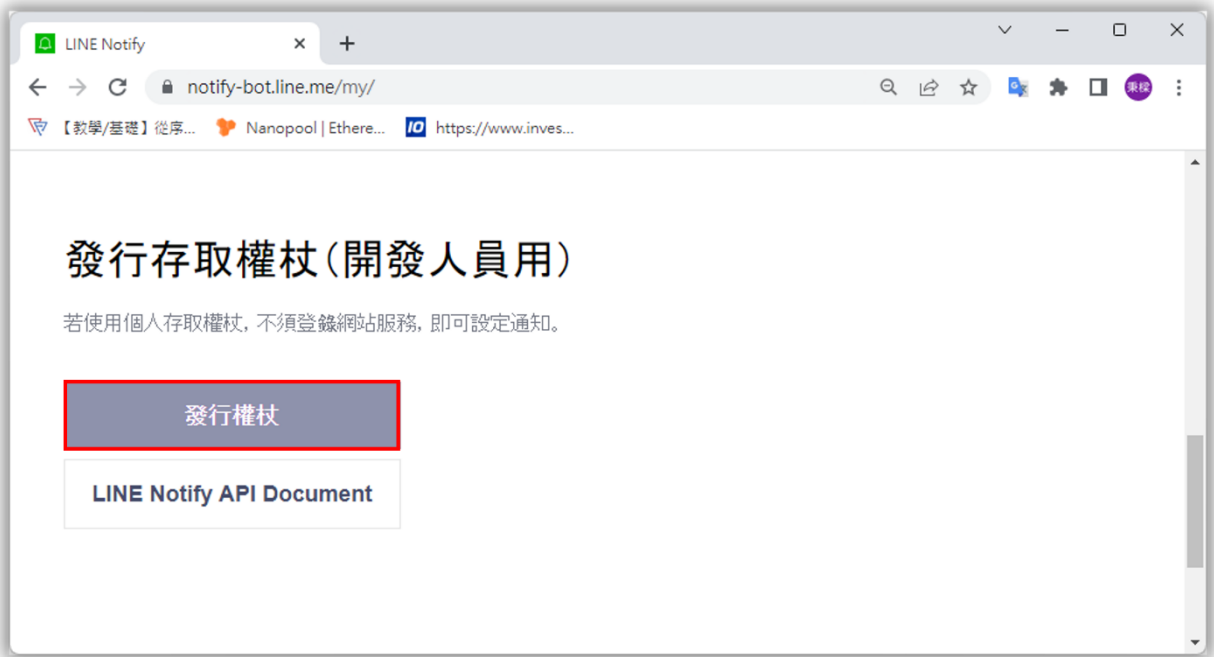 LINE Notify
notify-bot.line.me/my/
秉樑
【教學/基礎】從序...
Nanopool | Ethere...
IO
https://www.inves...
發行存取權杖(開發人員用)
若使用個人存取權杖, 不須登錄網站服務, 即可設定通知。
發行權杖
LINE Notify API Document